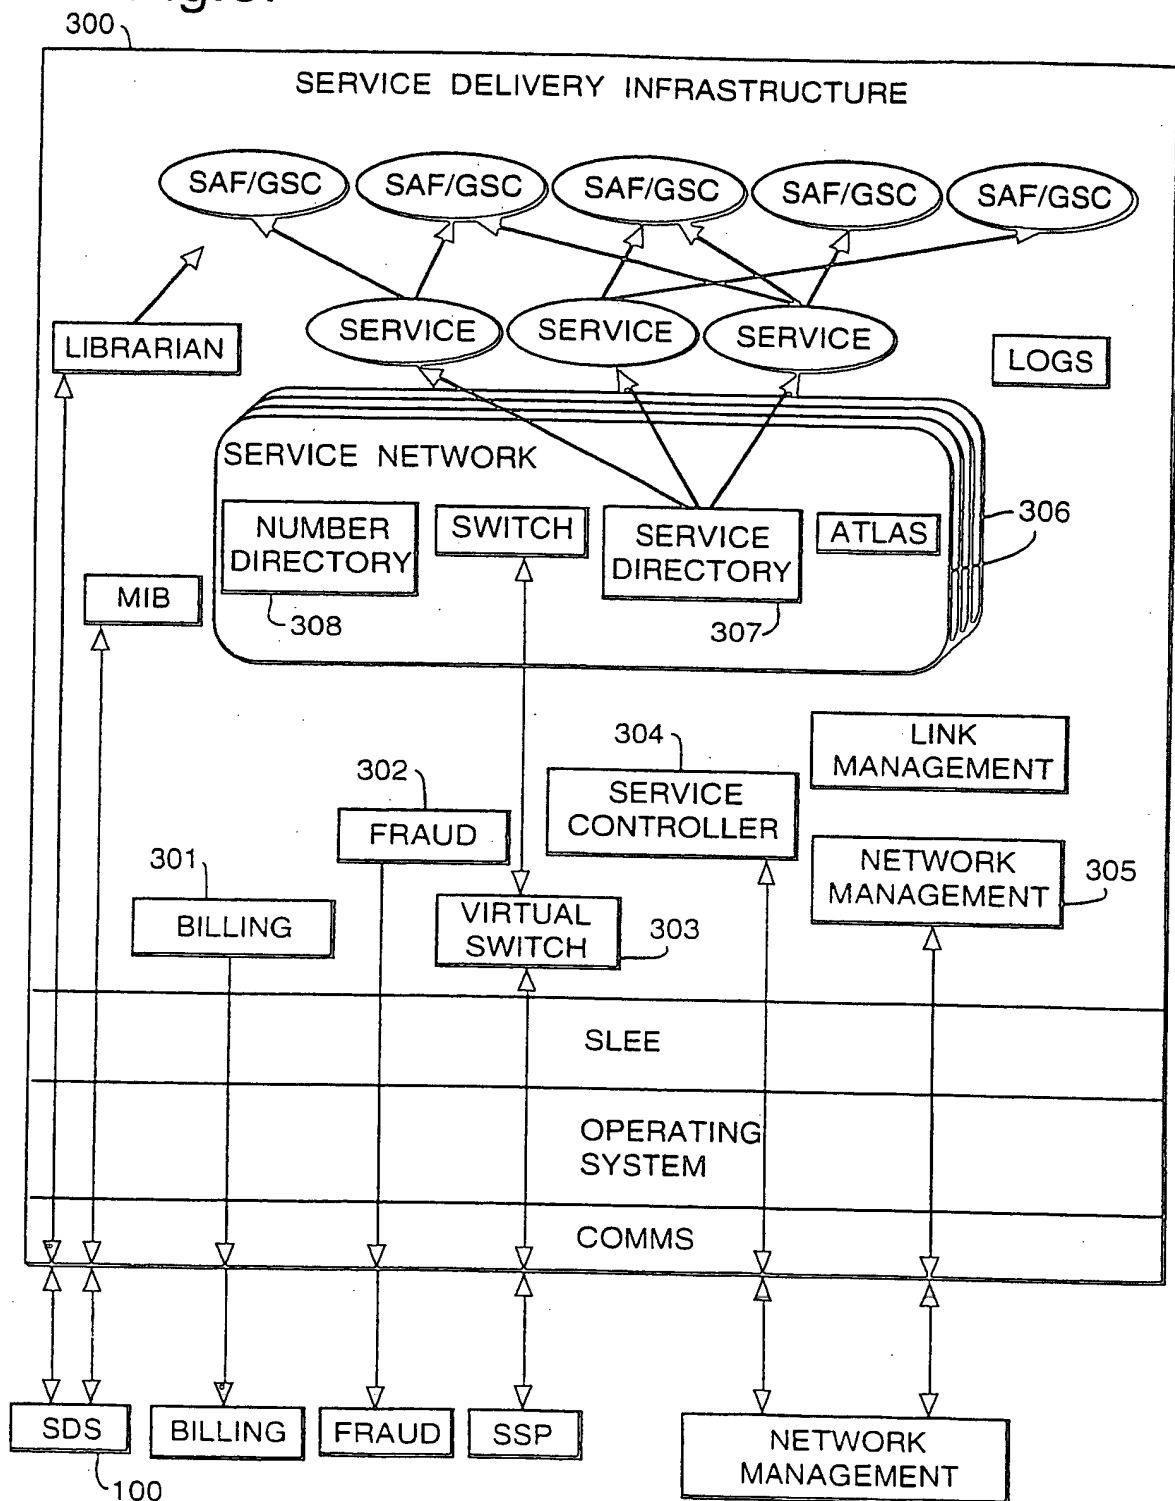 300
SERVICE DELIVERY INFRASTRUCTURE
SAF/GSC
SAF/GSC
SAF/GSC
SAF/GSC
SAF/GSC
LIBRARIAN
SERVICE
SERVICE
SERVICE
LOGS
SERVICE NETWORK
NUMBER
DIRECTORY
308
SWITCH
SERVICE
DIRECTORY
307
ATLAS
306
MIB
304
SERVICE
CONTROLLER
LINK
MANAGEMENT
302
FRAUD
301
BILLING
VIRTUAL
SWITCH
303
NETWORK
MANAGEMENT
305
SLEE
OPERATING
SYSTEM
COMMS
SDS
100
BILLING
FRAUD
SSP
NETWORK
MANAGEMENT